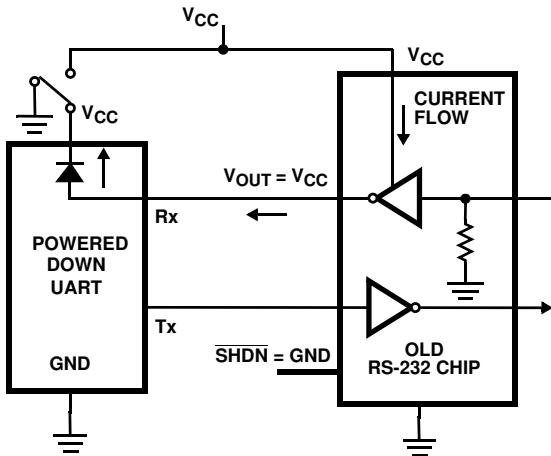 VCC
VCC
VCC
CURRENT
FLOW
VOUT = VCC
Rx
POWERED
DOWN
UART
Tx
SHDN = GND
GND
OLD
RS-232 CHIP